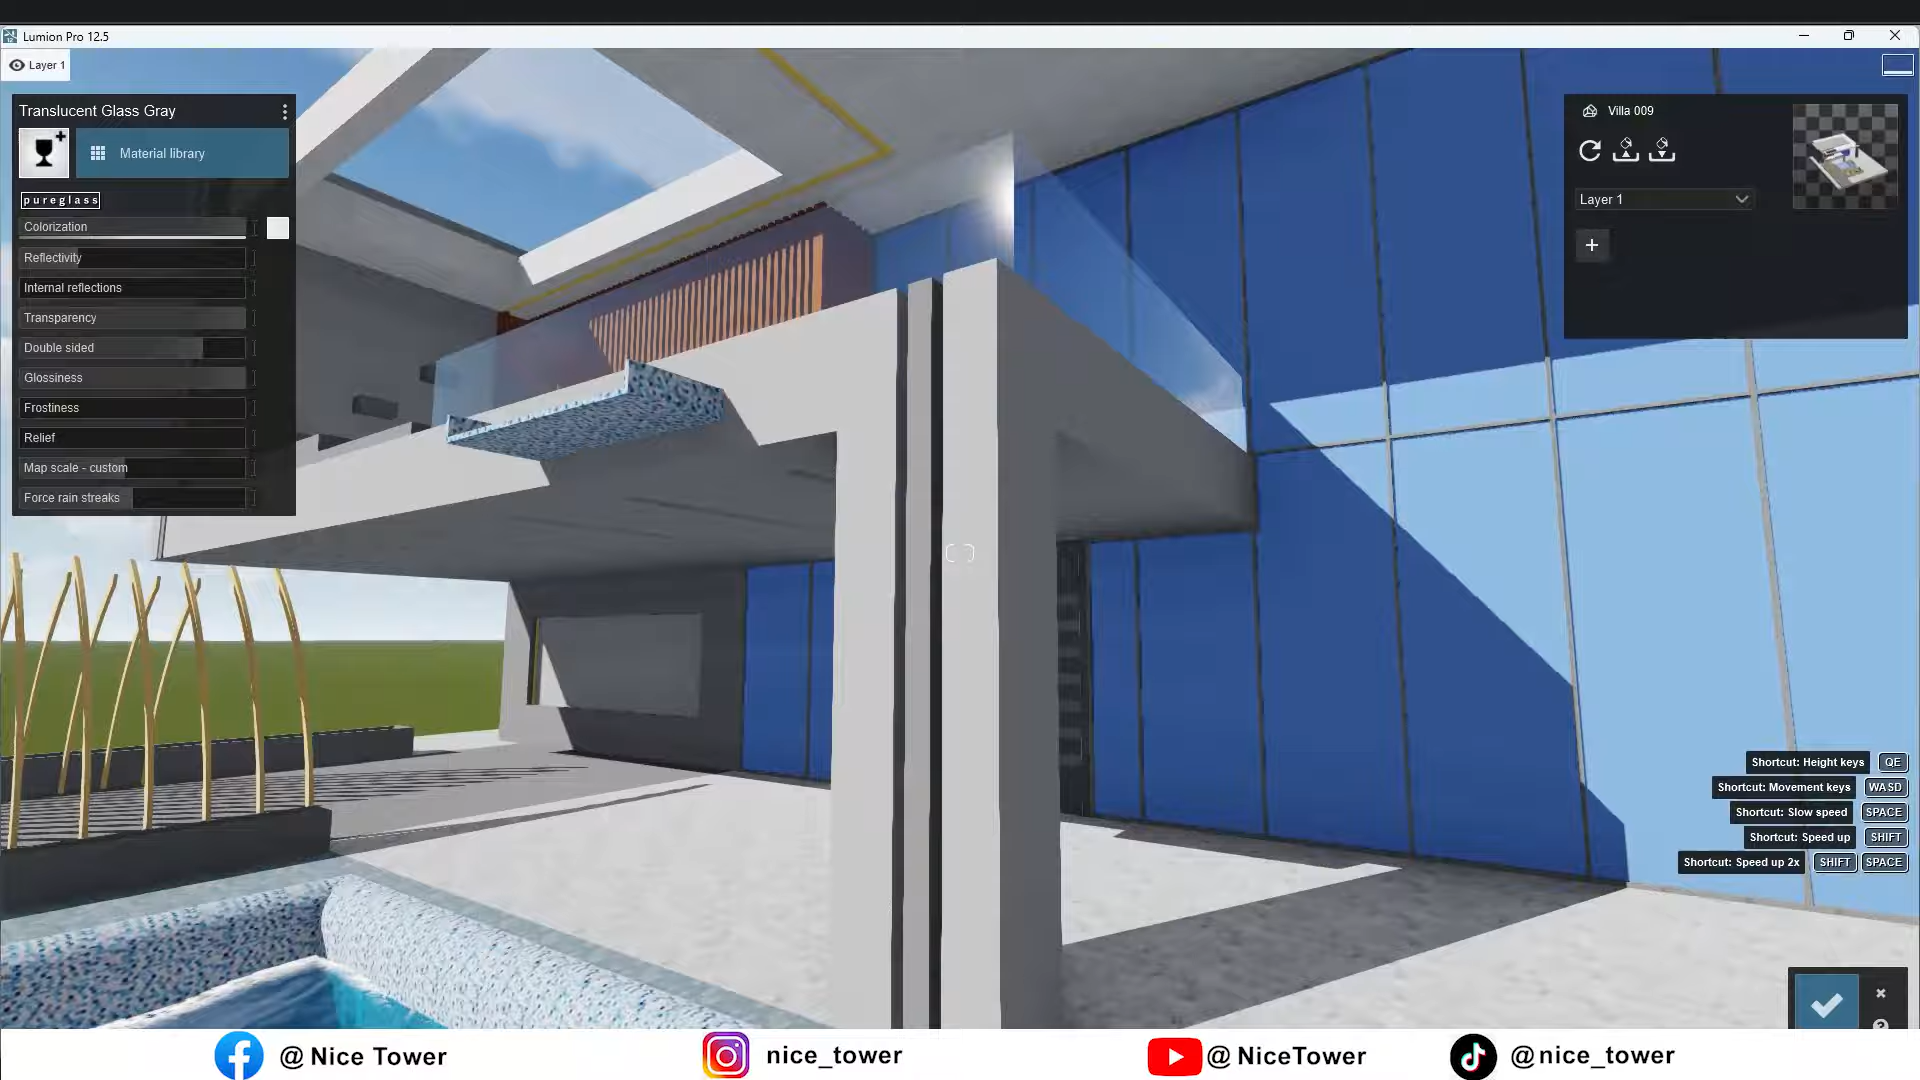 Lumion Pro 12.5
Layer 1
Translucent Glass Gray
Material library
pureglass
Colorization
Reflectivity
Internal reflections
Transparency
Double sided
Glossiness
Frostiness
Relief
Map scale - custom
Force rain streaks
Villa 009
Layer 1
Shortcut: Height keys QE
Shortcut: Movement keys WASD
Shortcut: Slow speed SPACE
Shortcut: Speed up SHIFT
Shortcut: Speed up 2x SHIFT SPACE
@ Nice Tower
nice_tower
@ NiceTower
@nice_tower